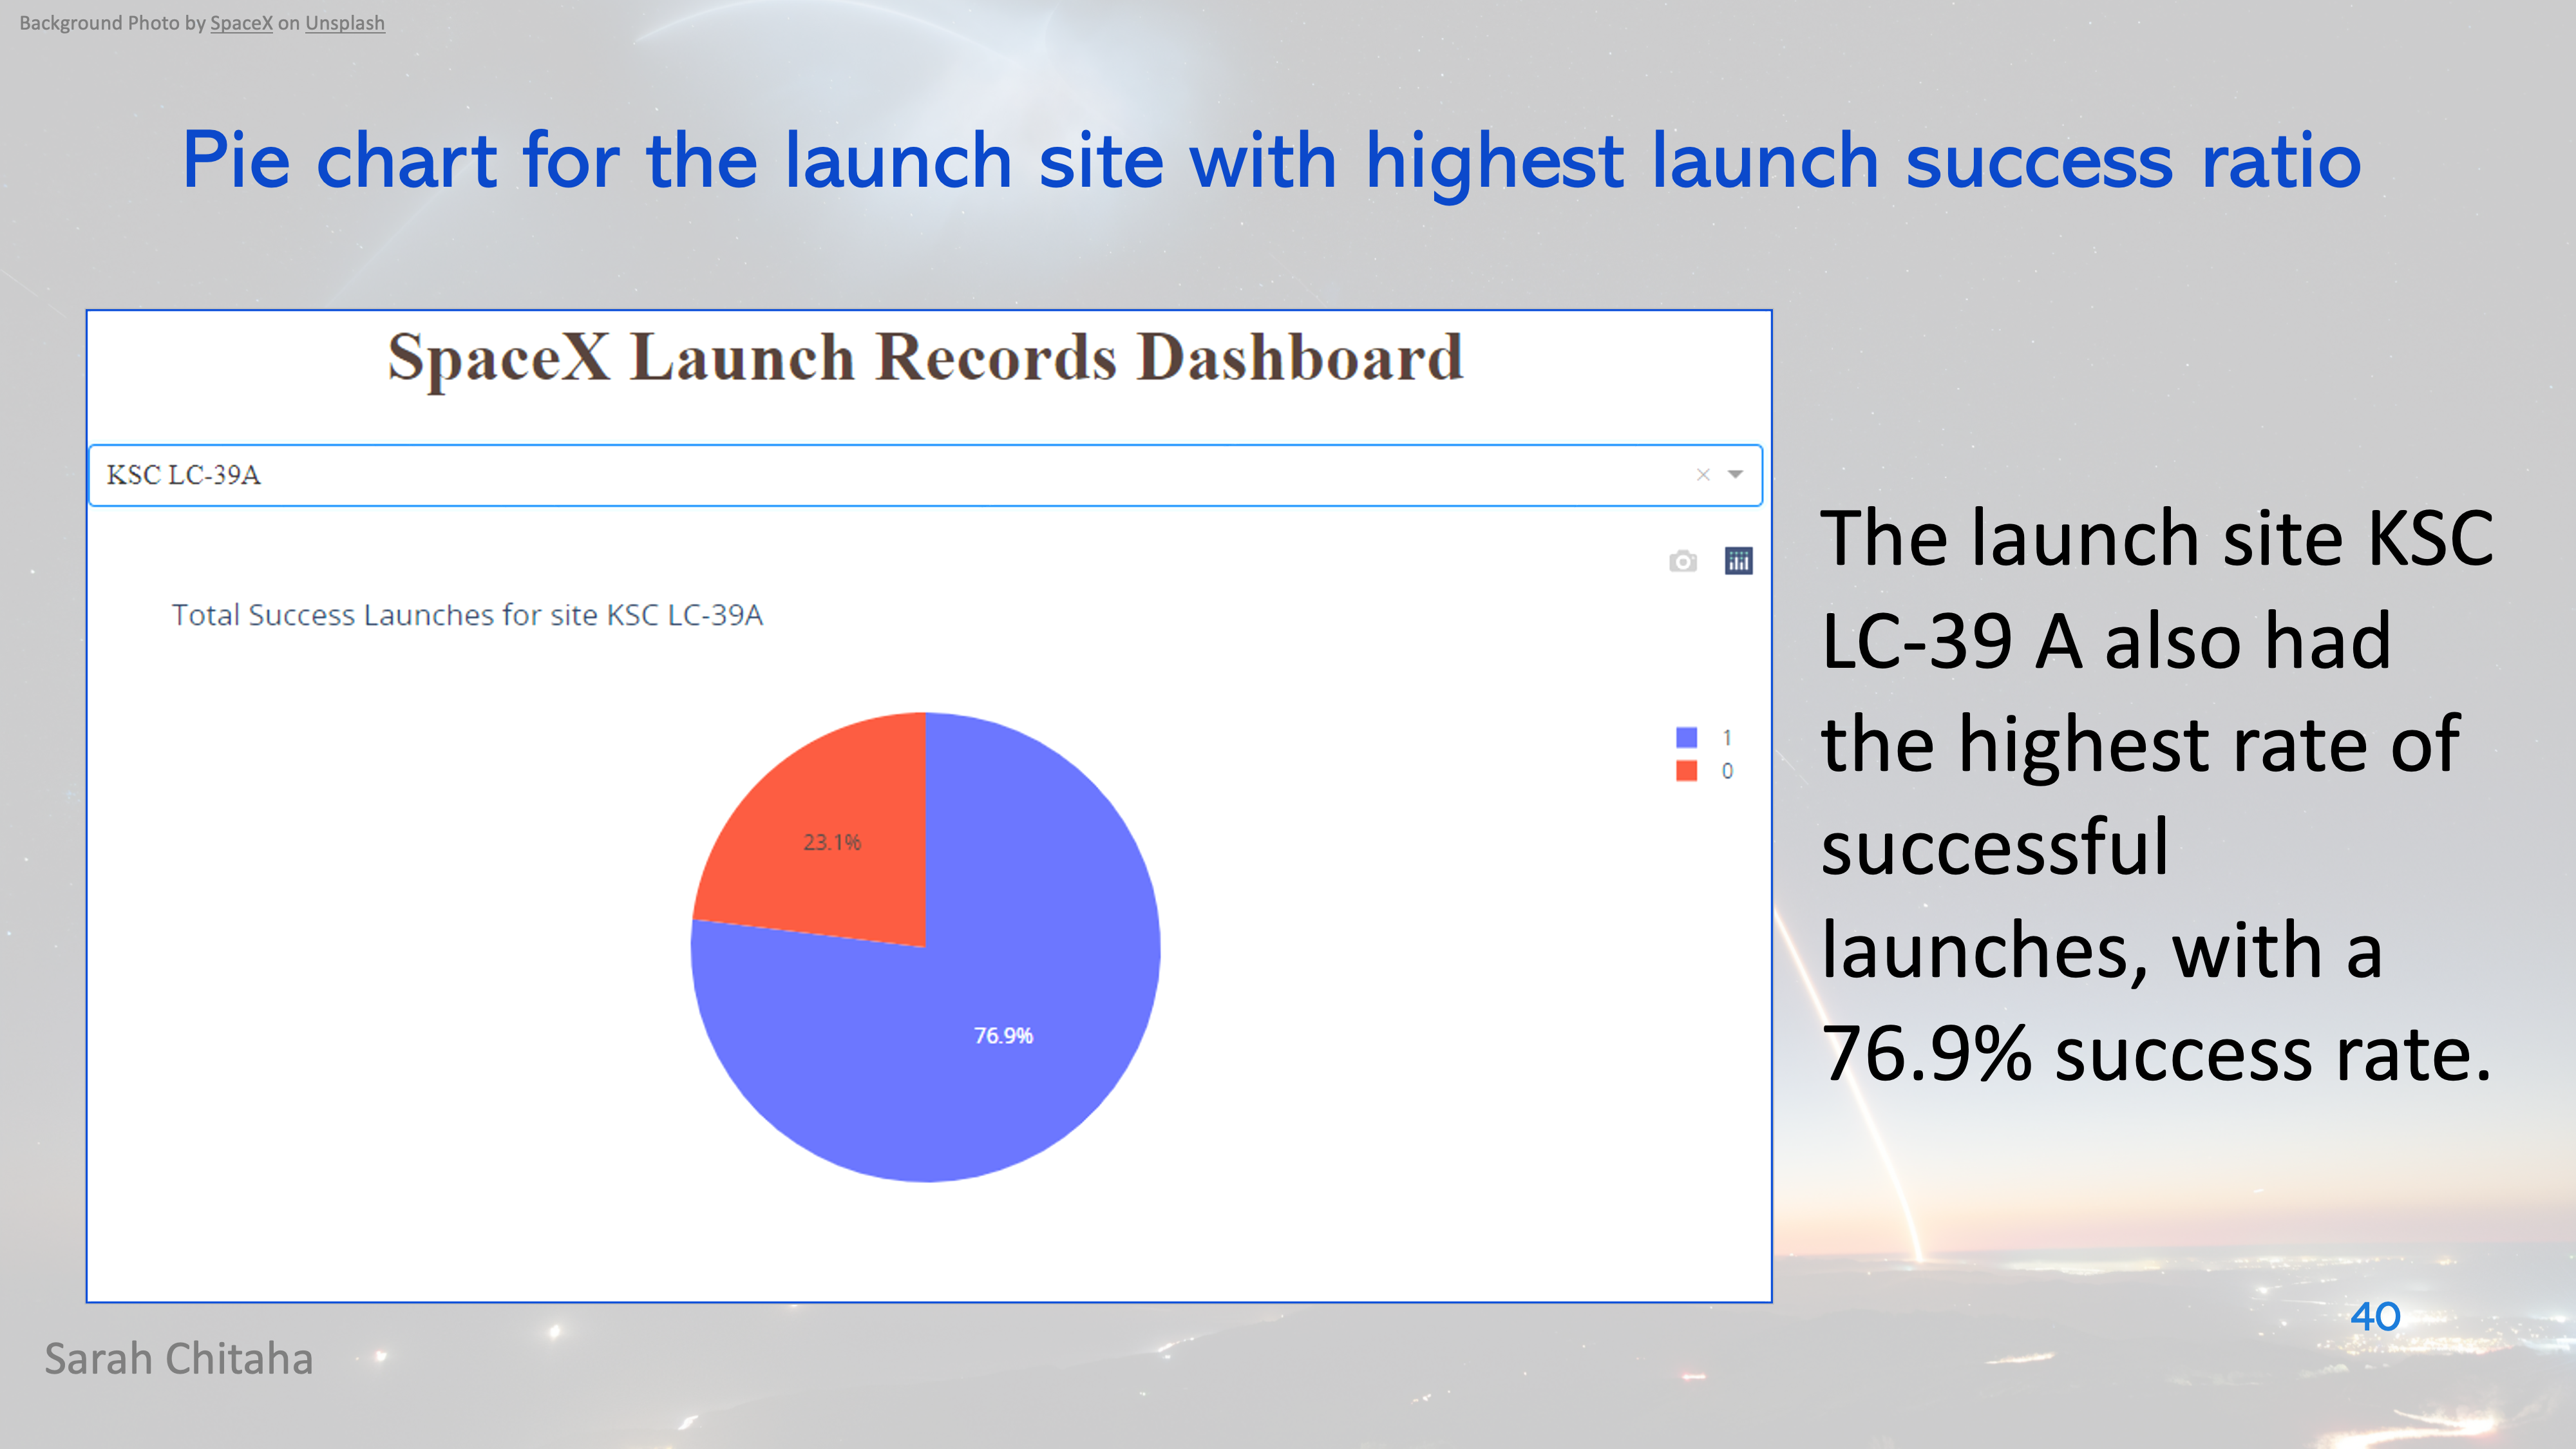 Background Photo by SpaceX on Unsplash
Pie chart for the launch site with highest launch success ratio
SpaceX Launch Records Dashboard
KSC LC-39A
Total Success Launches for site KSC LC-39A
1
0
23.1%
76.9%
The launch site KSC
LC-39 A also had
the highest rate of
successful
launches, with a
76.9% success rate.
40
Sarah Chitaha